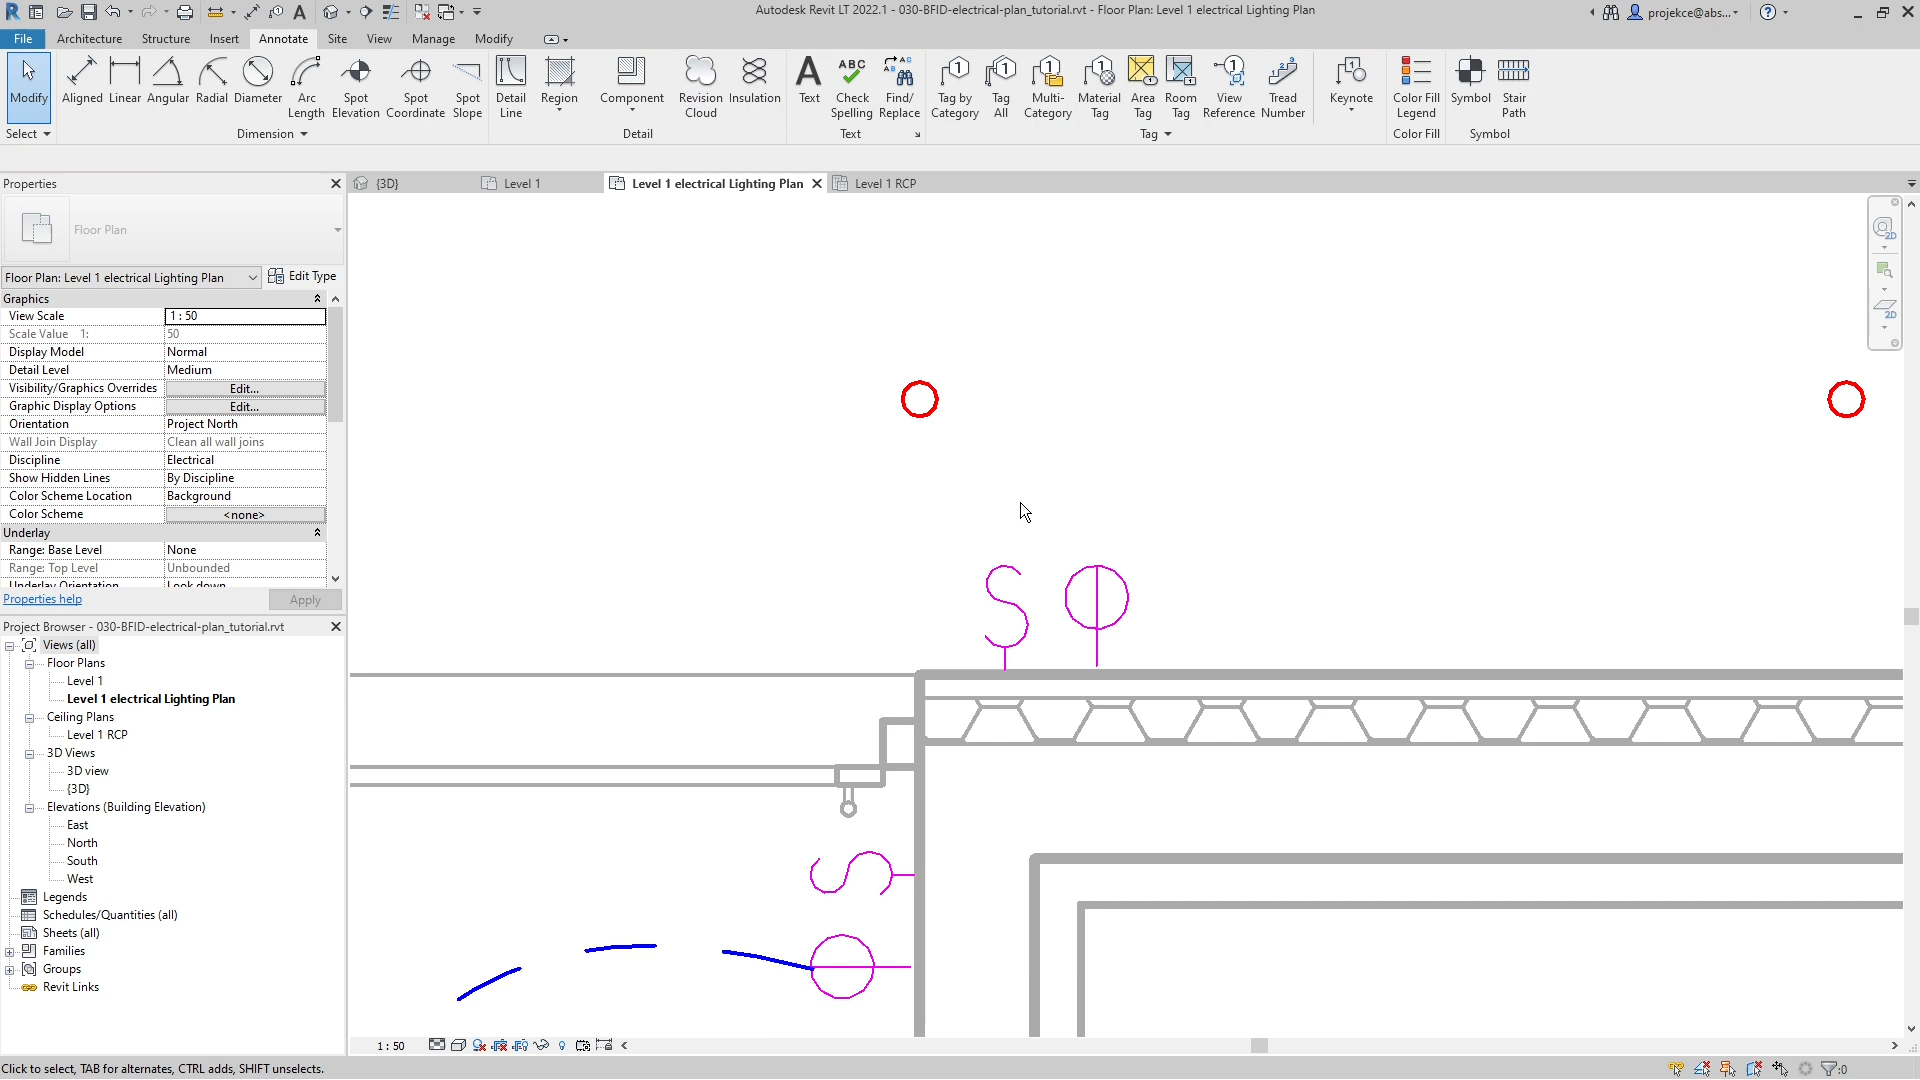 Autodesk Revit LT 2022.1 - 030-BFID-electrical-plan_tutorial.rvt - Floor Plan: Level 1 electrical Lighting Plan
projekce@abs...
File Architecture Structure Insert Annotate Site View Manage Modify
Modify
Aligned Linear Angular Radial Diameter Arc Length Spot Elevation Spot Coordinate Spot Slope
Detail Line Region Component Revision Cloud Insulation
Text Check Spelling Find/ Replace
Tag by Category Tag All Multi- Category Material Tag Area Tag Room Tag View Reference Tread Number
Keynote
Color Fill Legend
Symbol Stair Path
Select Dimension Detail Text Tag Color Fill Symbol
Properties
{3D} Level 1 Level 1 electrical Lighting Plan Level 1 RCP
Floor Plan
Floor Plan: Level 1 electrical Lighting Plan Edit Type
Graphics
View Scale 1 : 50
Scale Value 1: 50
Display Model Normal
Detail Level Medium
Visibility/Graphics Overrides Edit...
Graphic Display Options Edit...
Orientation Project North
Wall Join Display Clean all wall joins
Discipline Electrical
Show Hidden Lines By Discipline
Color Scheme Location Background
Color Scheme <none>
Underlay
Range: Base Level None
Range: Top Level Unbounded
Underlay Orientation Look down
Properties help Apply
Project Browser - 030-BFID-electrical-plan_tutorial.rvt
Views (all)
Floor Plans
Level 1
Level 1 electrical Lighting Plan
Ceiling Plans
Level 1 RCP
3D Views
3D view
{3D}
Elevations (Building Elevation)
East
North
South
West
Legends
Schedules/Quantities (all)
Sheets (all)
Families
Groups
Revit Links
S
S
1 : 50
Click to select, TAB for alternates, CTRL adds, SHIFT unselects.
:0